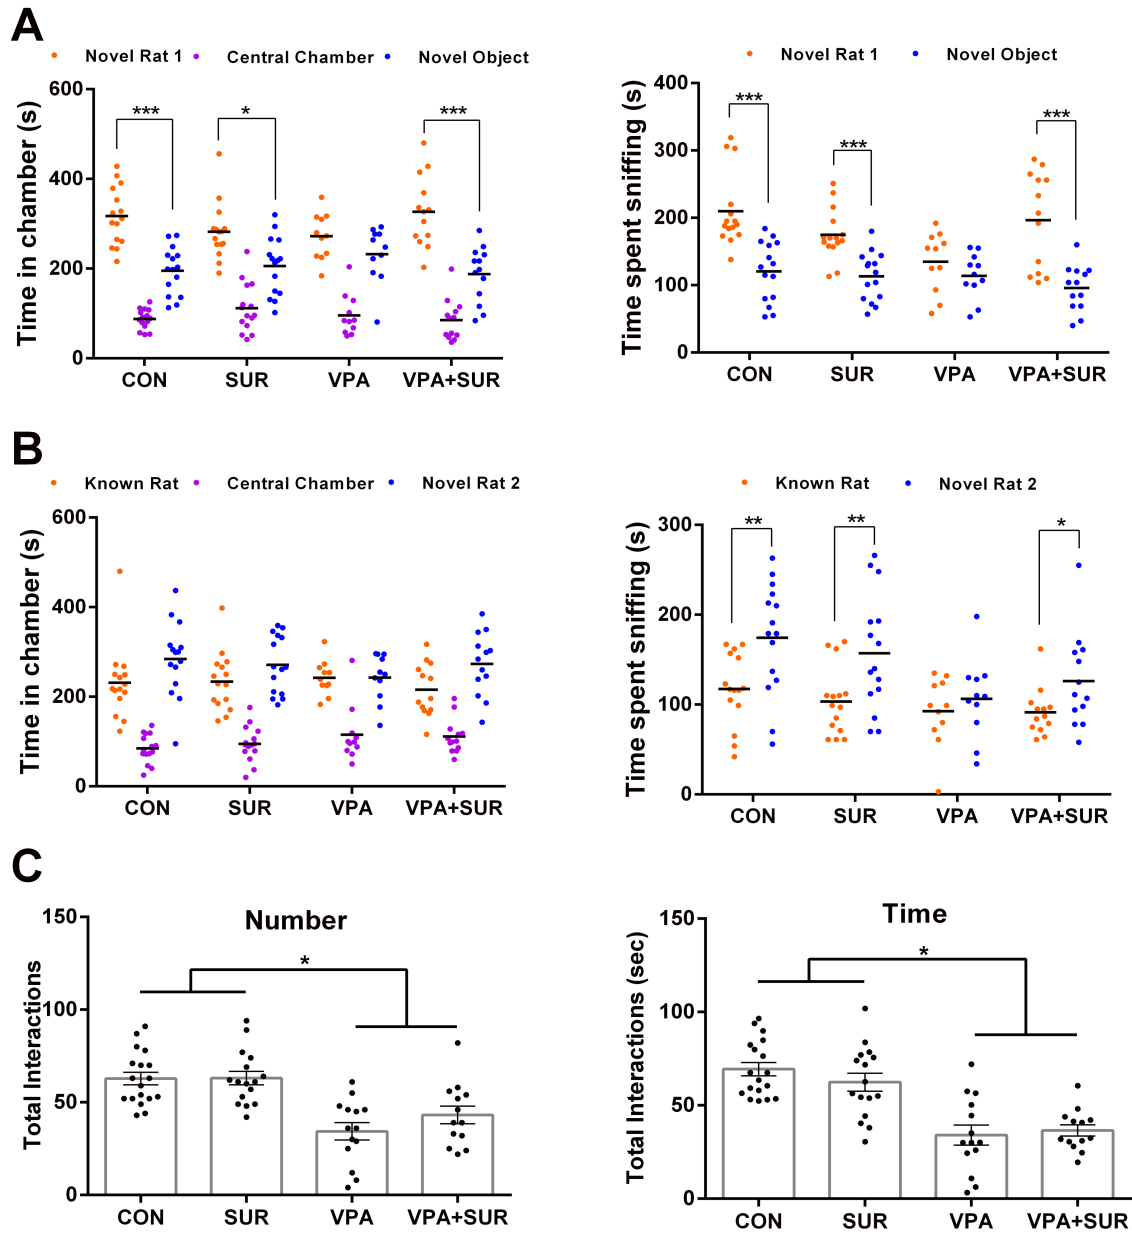 A
Novel Rat 1 Central Chamber Novel Object
Time in chamber (s)
600
400
200
0
*** * ***
CON SUR VPA VPA+SUR
Novel Rat 1 Novel Object
Time spent sniffing (s)
400
300
200
100
0
*** *** ***
CON SUR VPA VPA+SUR
B
Known Rat Central Chamber Novel Rat 2
Time in chamber (s)
600
400
200
0
CON SUR VPA VPA+SUR
Known Rat Novel Rat 2
Time spent sniffing (s)
300
200
100
0
** ** *
CON SUR VPA VPA+SUR
C
Number
Total Interactions
150
100
50
0
*
CON SUR VPA VPA+SUR
Time
Total Interactions (sec)
150
100
50
0
*
CON SUR VPA VPA+SUR